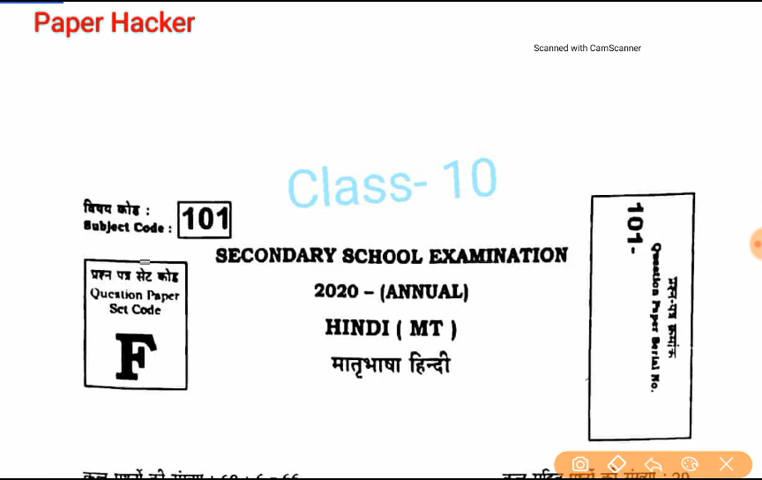 Paper Hacker
Scanned with CamScanner
Class- 10
विषय कोड :
Subject Code : 101
SECONDARY SCHOOL EXAMINATION
2020 – (ANNUAL)
HINDI ( MT )
मातृभाषा हिन्दी
प्रश्न पत्र सेट कोड
Question Paper
Set Code
F
101-
Question Paper Serial No.
प्रश्न-पत्र क्रमांक